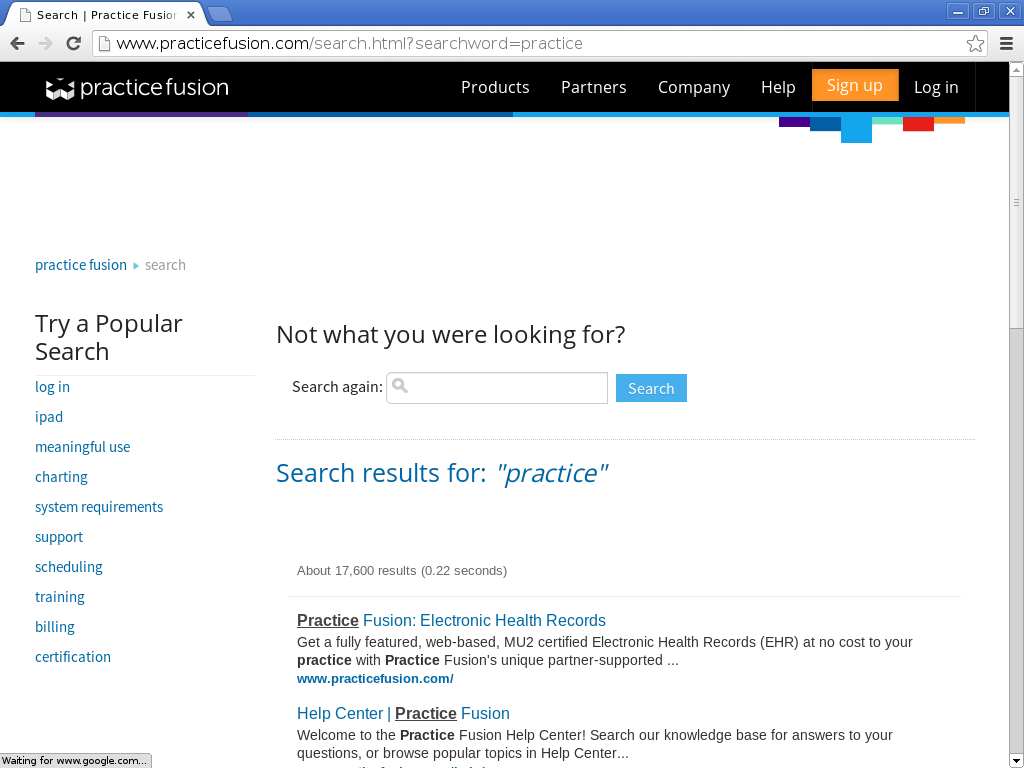 Search | Practice Fusion
www.practicefusion.com/search.html?searchword=practice
practice fusion
Products
Partners
Company
Help
Sign up
Log in
practice fusion
search
Try a Popular
Search
log in
ipad
meaningful use
charting
system requirements
support
scheduling
training
billing
certification
Not what you were looking for?
Search again:
Search
Search results for: "practice"
About 17,600 results (0.22 seconds)
Practice Fusion: Electronic Health Records
Get a fully featured, web-based, MU2 certified Electronic Health Records (EHR) at no cost to your
practice with Practice Fusion's unique partner-supported ...
www.practicefusion.com/
Help Center | Practice Fusion
Welcome to the Practice Fusion Help Center! Search our knowledge base for answers to your
questions, or browse popular topics in Help Center...
Waiting for www.google.com...